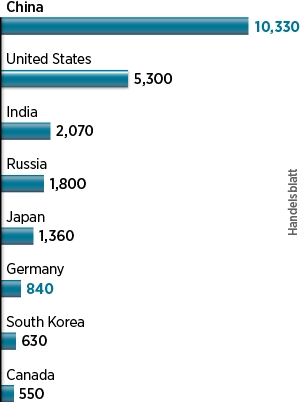 China
10,330
United States
5,300
India
2,070
Russia
1,800
Japan
1,360
Germany
840
South Korea
630
Canada
550
Handelsblatt